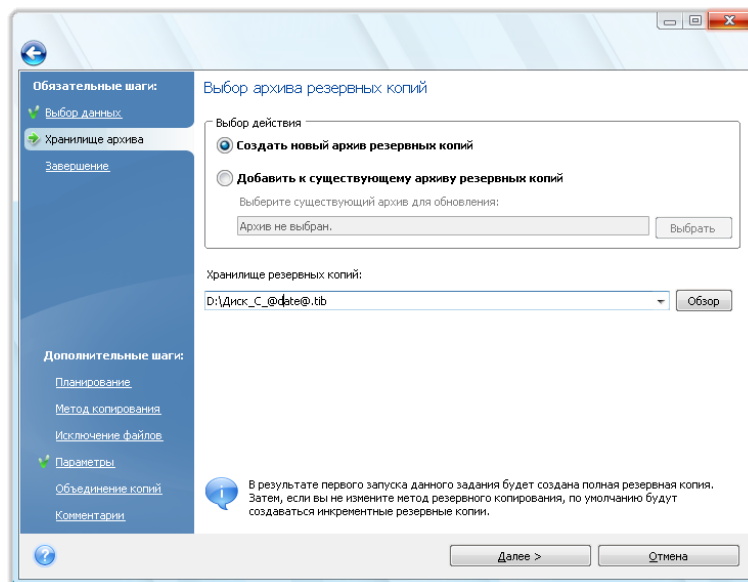 Обязательные шаги:
Выбор данных
Хранилище архива
Завершение
Дополнительные шаги:
Планирование
Метод копирования
Исключение файлов
Параметры
Объединение копий
Комментарии
Выбор архива резервных копий
Выбор действия
Создать новый архив резервных копий
Добавить к существующему архиву резервных копий
Выберите существующий архив для обновления:
Архив не выбран.
Выбрать
Хранилище резервных копий:
D:\Диск_C_@date@.tib
Обзор
В результате первого запуска данного задания будет создана полная резервная копия.
Затем, если вы не измените метод резервного копирования, по умолчанию будут
создаваться инкрементные резервные копии.
Далее >
Отмена